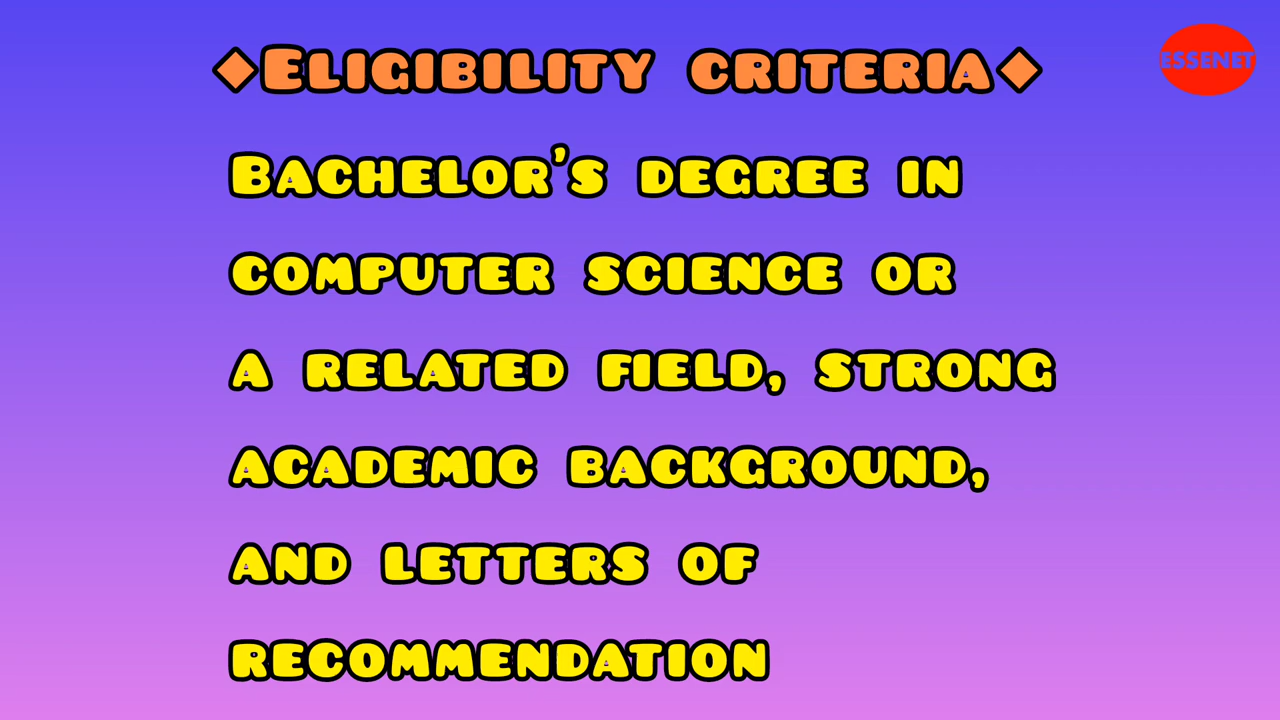 ◆Eligibility criteria◆
ESSENET
Bachelor's degree in
computer science or
a related field, strong
academic background,
and letters of
recommendation